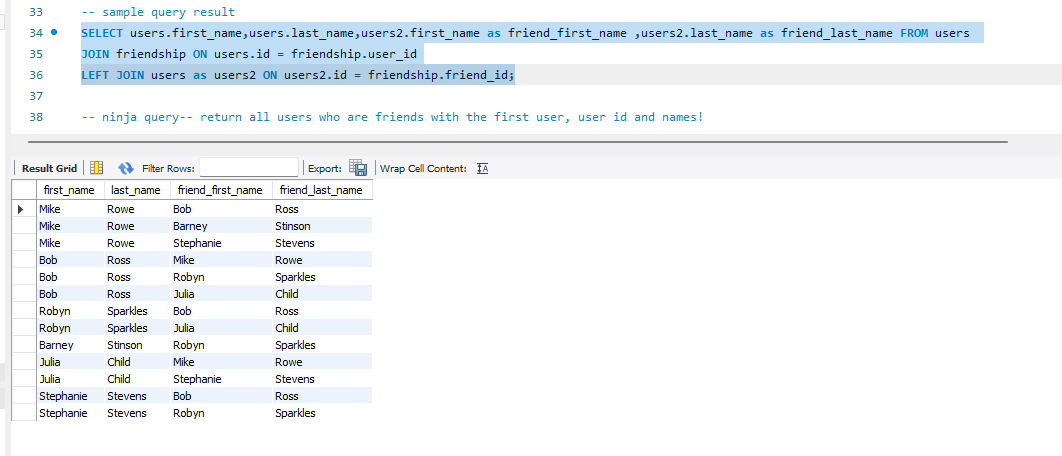 33 -- sample query result
34 SELECT users.first_name,users.last_name,users2.first_name as friend_first_name ,users2.last_name as friend_last_name FROM users
35 JOIN friendship ON users.id = friendship.user_id
36 LEFT JOIN users as users2 ON users2.id = friendship.friend_id;
37
38 -- ninja query-- return all users who are friends with the first user, user id and names!
Result Grid Filter Rows: Export: Wrap Cell Content:
first_name last_name friend_first_name friend_last_name
Mike Rowe Bob Ross
Mike Rowe Barney Stinson
Mike Rowe Stephanie Stevens
Bob Ross Mike Rowe
Bob Ross Robyn Sparkles
Bob Ross Julia Child
Robyn Sparkles Bob Ross
Robyn Sparkles Julia Child
Barney Stinson Robyn Sparkles
Julia Child Mike Rowe
Julia Child Stephanie Stevens
Stephanie Stevens Bob Ross
Stephanie Stevens Robyn Sparkles